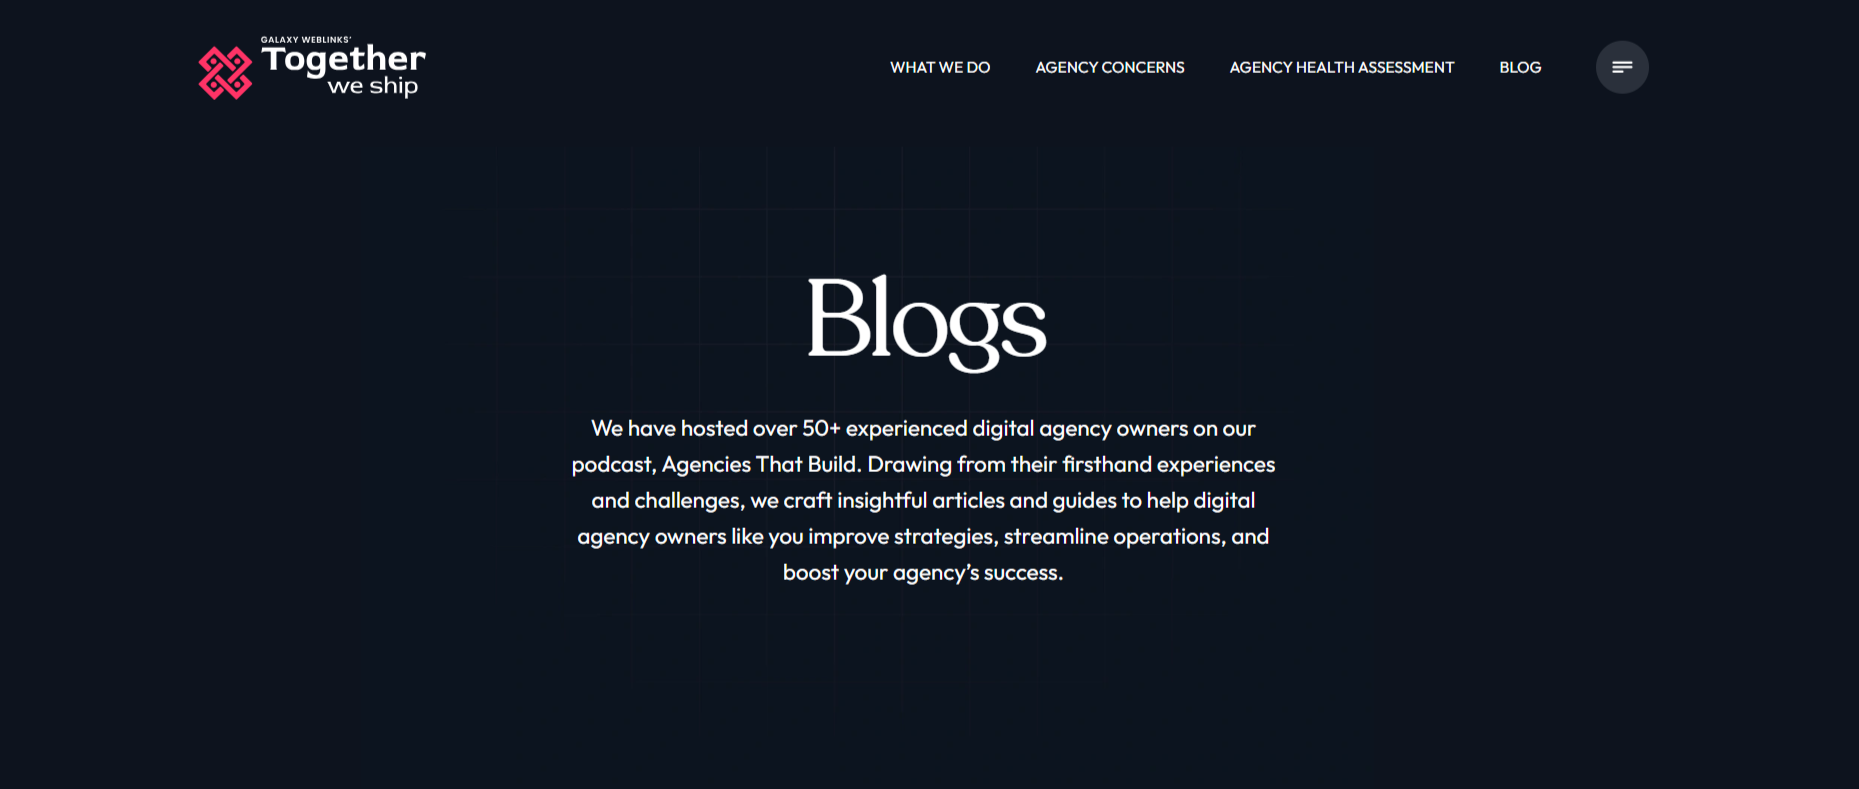 GALAXY WEBLINKS'
Together
we ship
WHAT WE DO
AGENCY CONCERNS
AGENCY HEALTH ASSESSMENT
BLOG
Blogs
We have hosted over 50+ experienced digital agency owners on our
podcast, Agencies That Build. Drawing from their firsthand experiences
and challenges, we craft insightful articles and guides to help digital
agency owners like you improve strategies, streamline operations, and
boost your agency’s success.